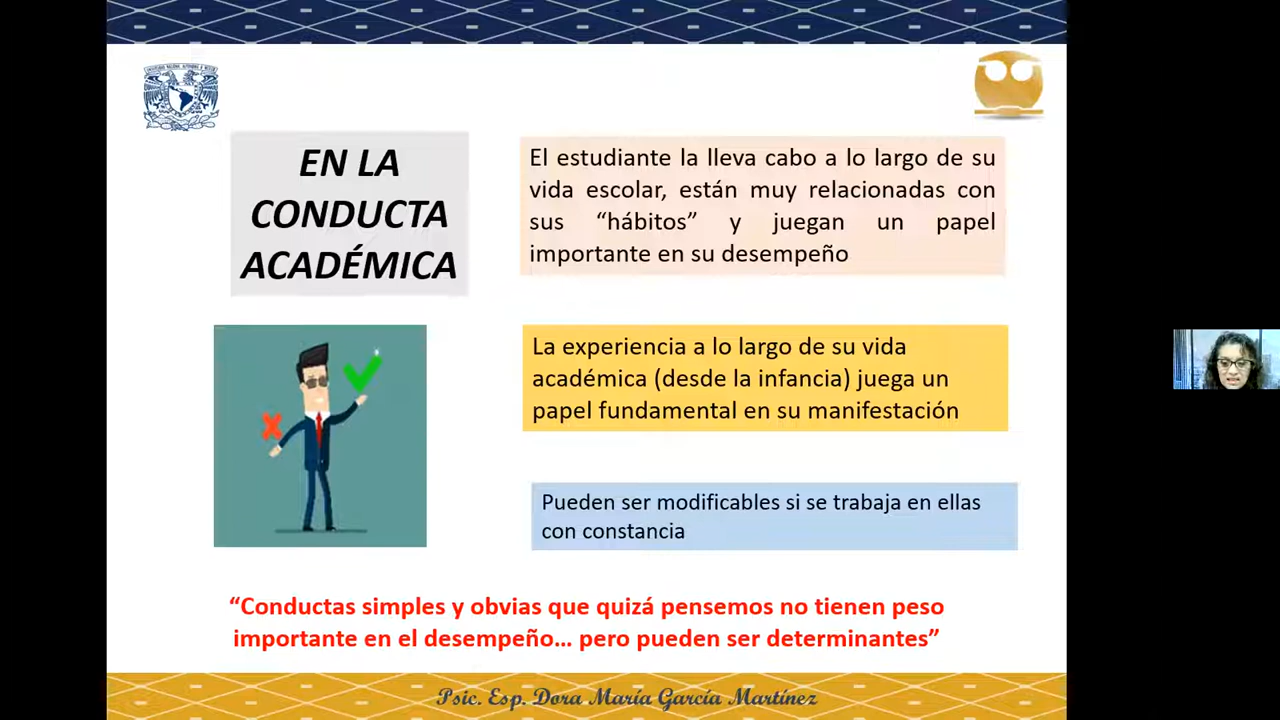 EN LA
CONDUCTA
ACADÉMICA
El estudiante la lleva cabo a lo largo de su
vida escolar, están muy relacionadas con
sus “hábitos” y juegan un papel
importante en su desempeño
La experiencia a lo largo de su vida
académica (desde la infancia) juega un
papel fundamental en su manifestación
Pueden ser modificables si se trabaja en ellas
con constancia
“Conductas simples y obvias que quizá pensemos no tienen peso
importante en el desempeño… pero pueden ser determinantes”
Psic. Esp. Dora María García Martínez